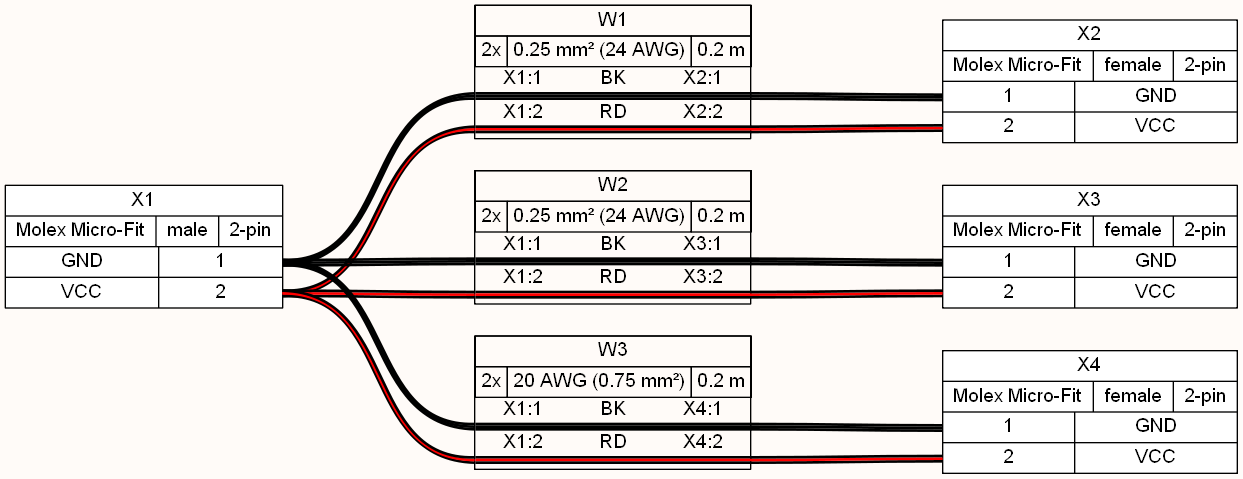 W1
2x 0.25 mm² (24 AWG) 0.2 m
X1:1 BK X2:1
X1:2 RD X2:2
X2
Molex Micro-Fit female 2-pin
1 GND
2 VCC
X1
Molex Micro-Fit male 2-pin
GND 1
VCC 2
W2
2x 0.25 mm² (24 AWG) 0.2 m
X1:1 BK X3:1
X1:2 RD X3:2
X3
Molex Micro-Fit female 2-pin
1 GND
2 VCC
W3
2x 20 AWG (0.75 mm²) 0.2 m
X1:1 BK X4:1
X1:2 RD X4:2
X4
Molex Micro-Fit female 2-pin
1 GND
2 VCC